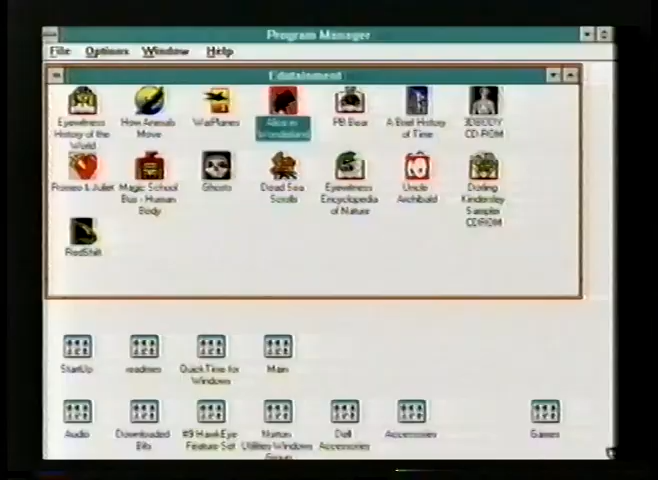 Program Manager
File Options Window Help
Edutainment
Eyewitness History of the World
How Animals Move
WarPlanes
Alice in Wonderland
PB Bear
A Brief History of Time
3DBODY CD-ROM
Romeo & Juliet
Magic School Bus - Human Body
Ghosts
Dead Sea Scrolls
Eyewitness Encyclopedia of Nature
Uncle Archibald
Dorling Kindersley Sampler CDROM
RedShift
StartUp
readmes
QuickTime for Windows
Main
Audio
Downloaded Bits
#9 HawkEye Feature Set
Norton Utilities Windows Group
Dell Accessories
Accessories
Games